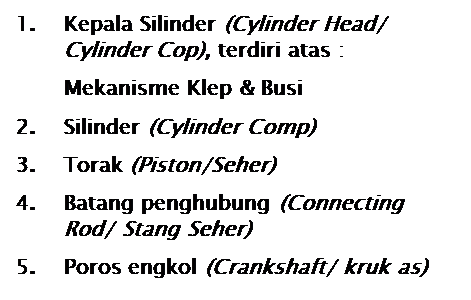 1. Kepala Silinder (Cylinder Head/
Cylinder Cop), terdiri atas :
Mekanisme Klep & Busi
2. Silinder (Cylinder Comp)
3. Torak (Piston/Seher)
4. Batang penghubung (Connecting
Rod/ Stang Seher)
5. Poros engkol (Crankshaft/ kruk as)